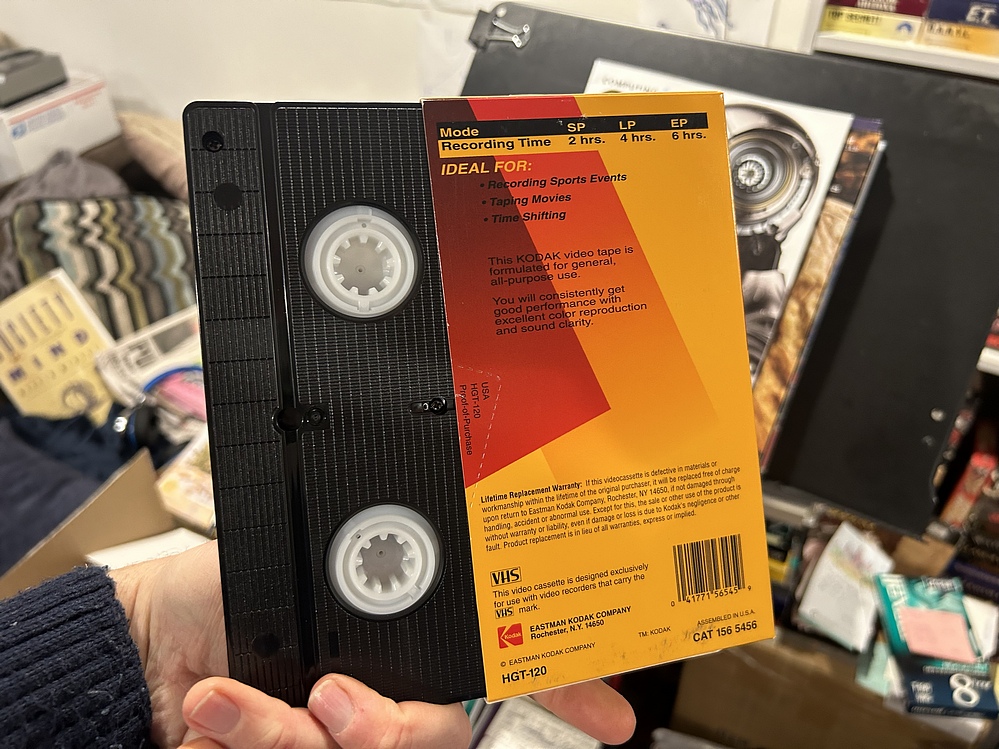 Mode SP LP EP
Recording Time 2 hrs. 4 hrs. 6 hrs.
IDEAL FOR:
• Recording Sports Events
• Taping Movies
• Time Shifting
This KODAK video tape is
formulated for general,
all-purpose use.
You will consistently get
good performance with
excellent color reproduction
and sound clarity.
USA
HGT-120
Proof-of-Purchase
Lifetime Replacement Warranty: If this videocassette is defective in materials or
workmanship within the lifetime of the original purchaser, it will be replaced free of charge
upon return to Eastman Kodak Company, Rochester, NY 14650, if not damaged through
handling, accident or abnormal use. Except for this, the sale or other use of the product is
without warranty or liability, even if damage or loss is due to Kodak's negligence or other
fault. Product replacement is in lieu of all warranties, express or implied.
VHS
This video cassette is designed exclusively
for use with video recorders that carry the
VHS mark.
0 41771 56545 9
Kodak
EASTMAN KODAK COMPANY
Rochester, N.Y. 14650
© EASTMAN KODAK COMPANY
TM: KODAK
ASSEMBLED IN U.S.A.
HGT-120
CAT 156 5456
E.T.
MIND
8